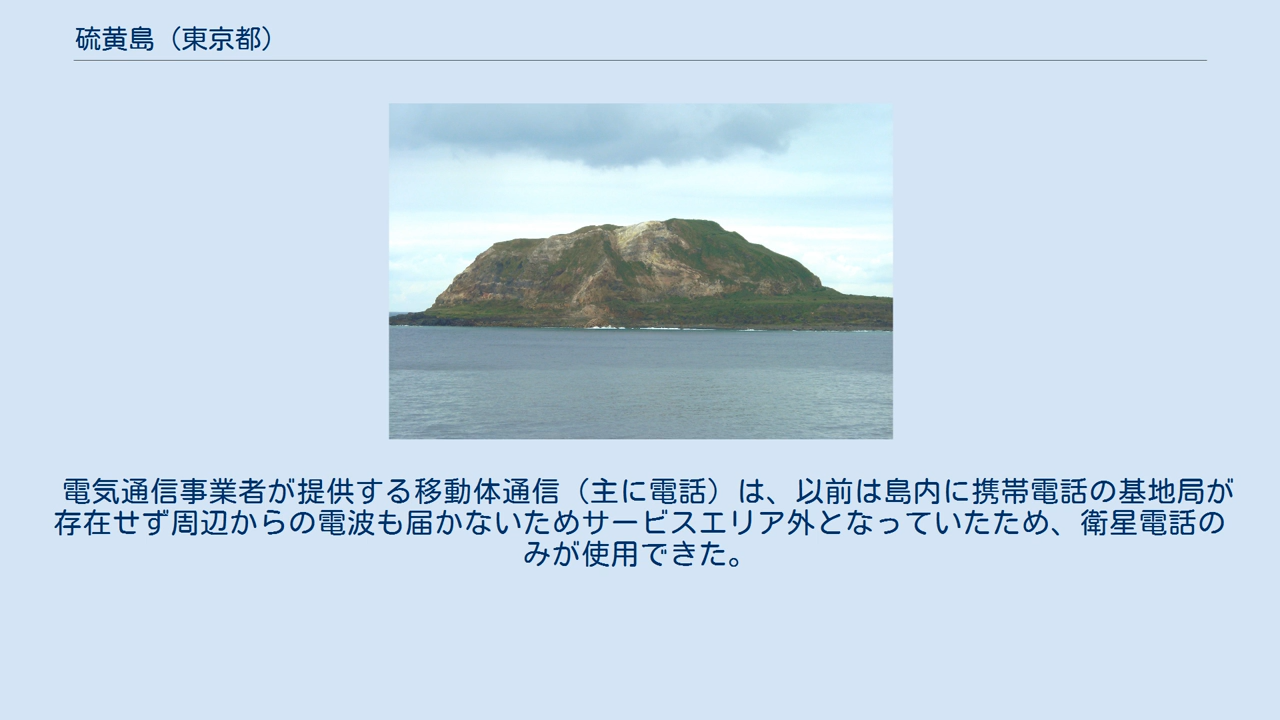 硫黄島（東京都）
電気通信事業者が提供する移動体通信（主に電話）は、以前は島内に携帯電話の基地局が
存在せず周辺からの電波も届かないためサービスエリア外となっていたため、衛星電話の
みが使用できた。